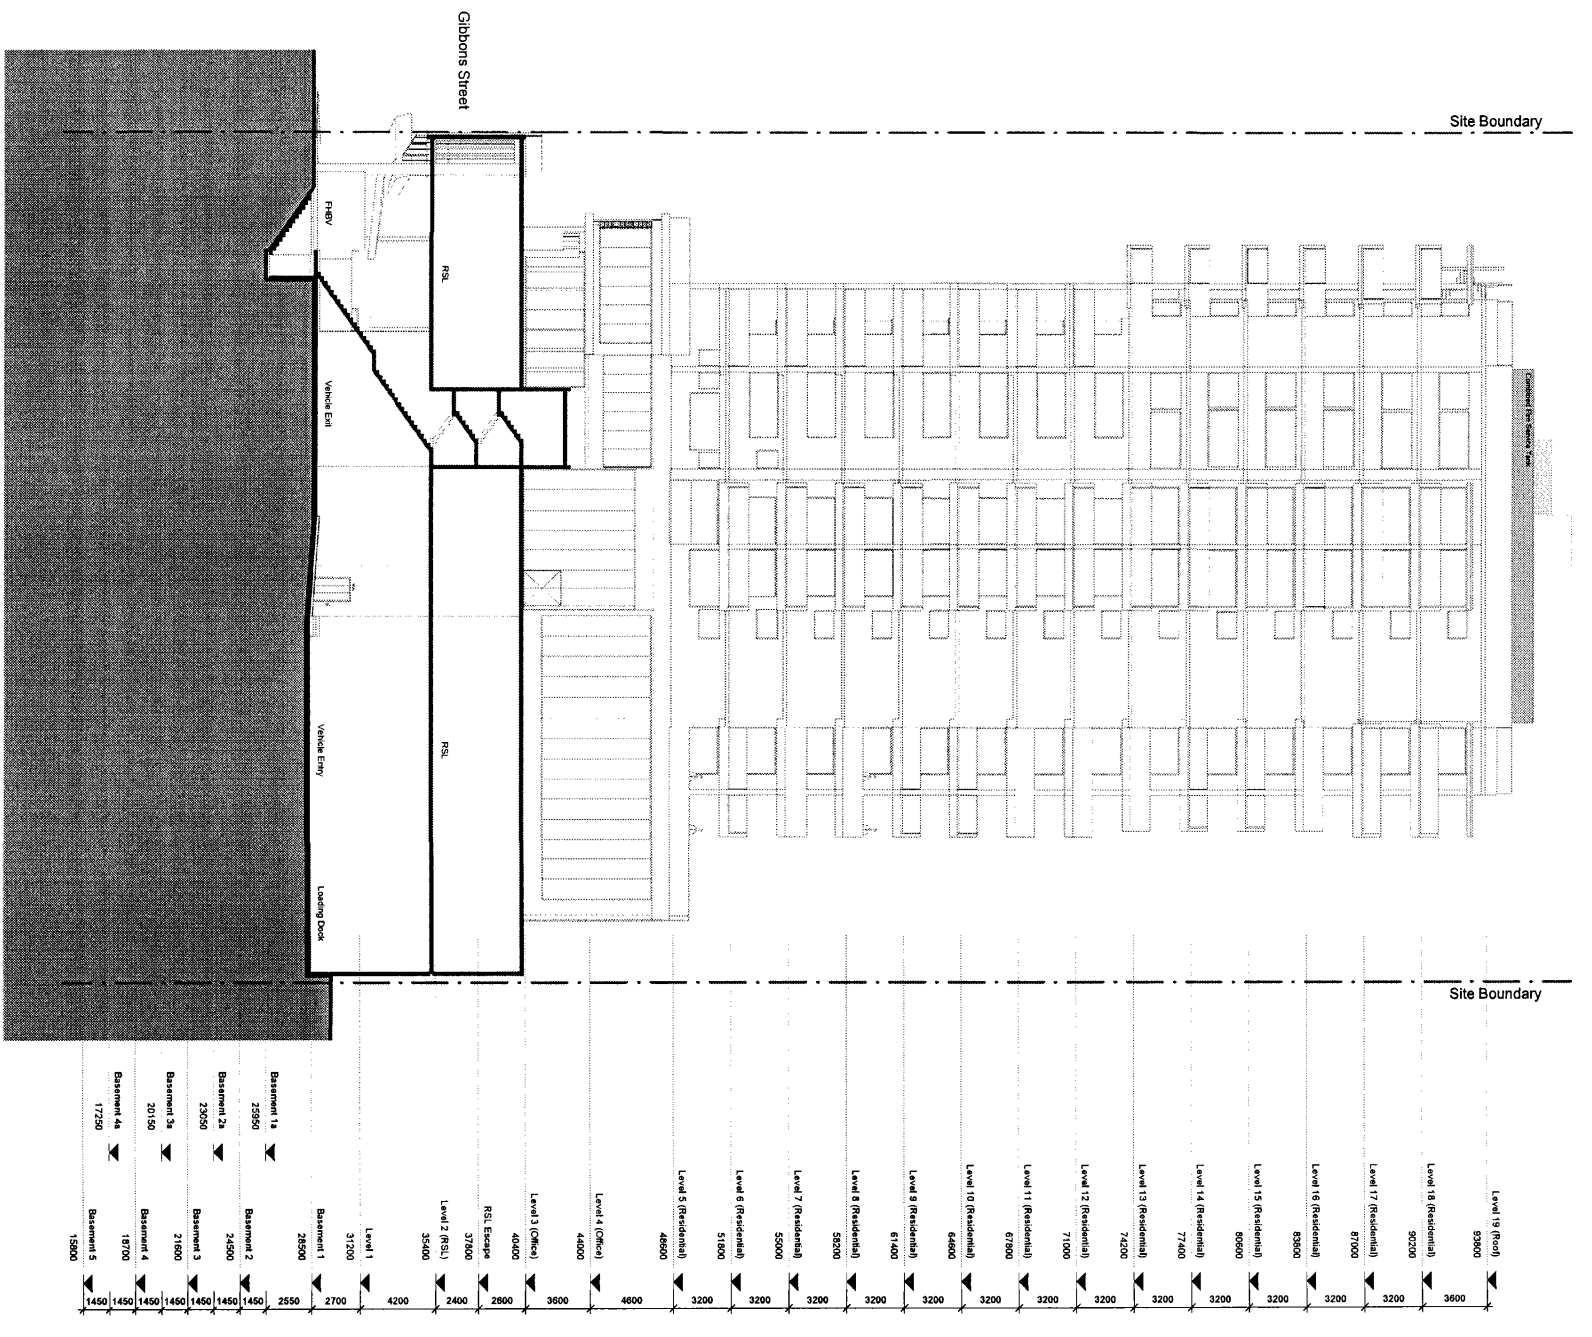 Gibbons Street
Site Boundary
Combined Fire Service Tank
FHBV
RSL
Vehicle Exit
RSL
Vehicle Entry
Loading Dock
Site Boundary
Level 19 (Roof)
93800
Level 18 (Residential)
90200
Level 17 (Residential)
87000
Level 16 (Residential)
83800
Level 15 (Residential)
80600
Level 14 (Residential)
77400
Level 13 (Residential)
74200
Level 12 (Residential)
71000
Level 11 (Residential)
67800
Level 10 (Residential)
64600
Level 9 (Residential)
61400
Level 8 (Residential)
58200
Level 7 (Residential)
55000
Level 6 (Residential)
51800
Level 5 (Residential)
48600
Level 4 (Office)
44000
Level 3 (Office)
40400
RSL Escape
37800
Level 2 (RSL)
35400
Level 1
31200
Basement 1
28500
Basement 1a
25950
Basement 2
24500
Basement 2a
23050
Basement 3
21600
Basement 3a
20150
Basement 4
18700
Basement 4a
17250
Basement 5
15800
3600
3200
3200
3200
3200
3200
3200
3200
3200
3200
3200
3200
3200
3200
4600
3600
2600
2400
4200
2700
2550
1450
1450
1450
1450
1450
1450
1450